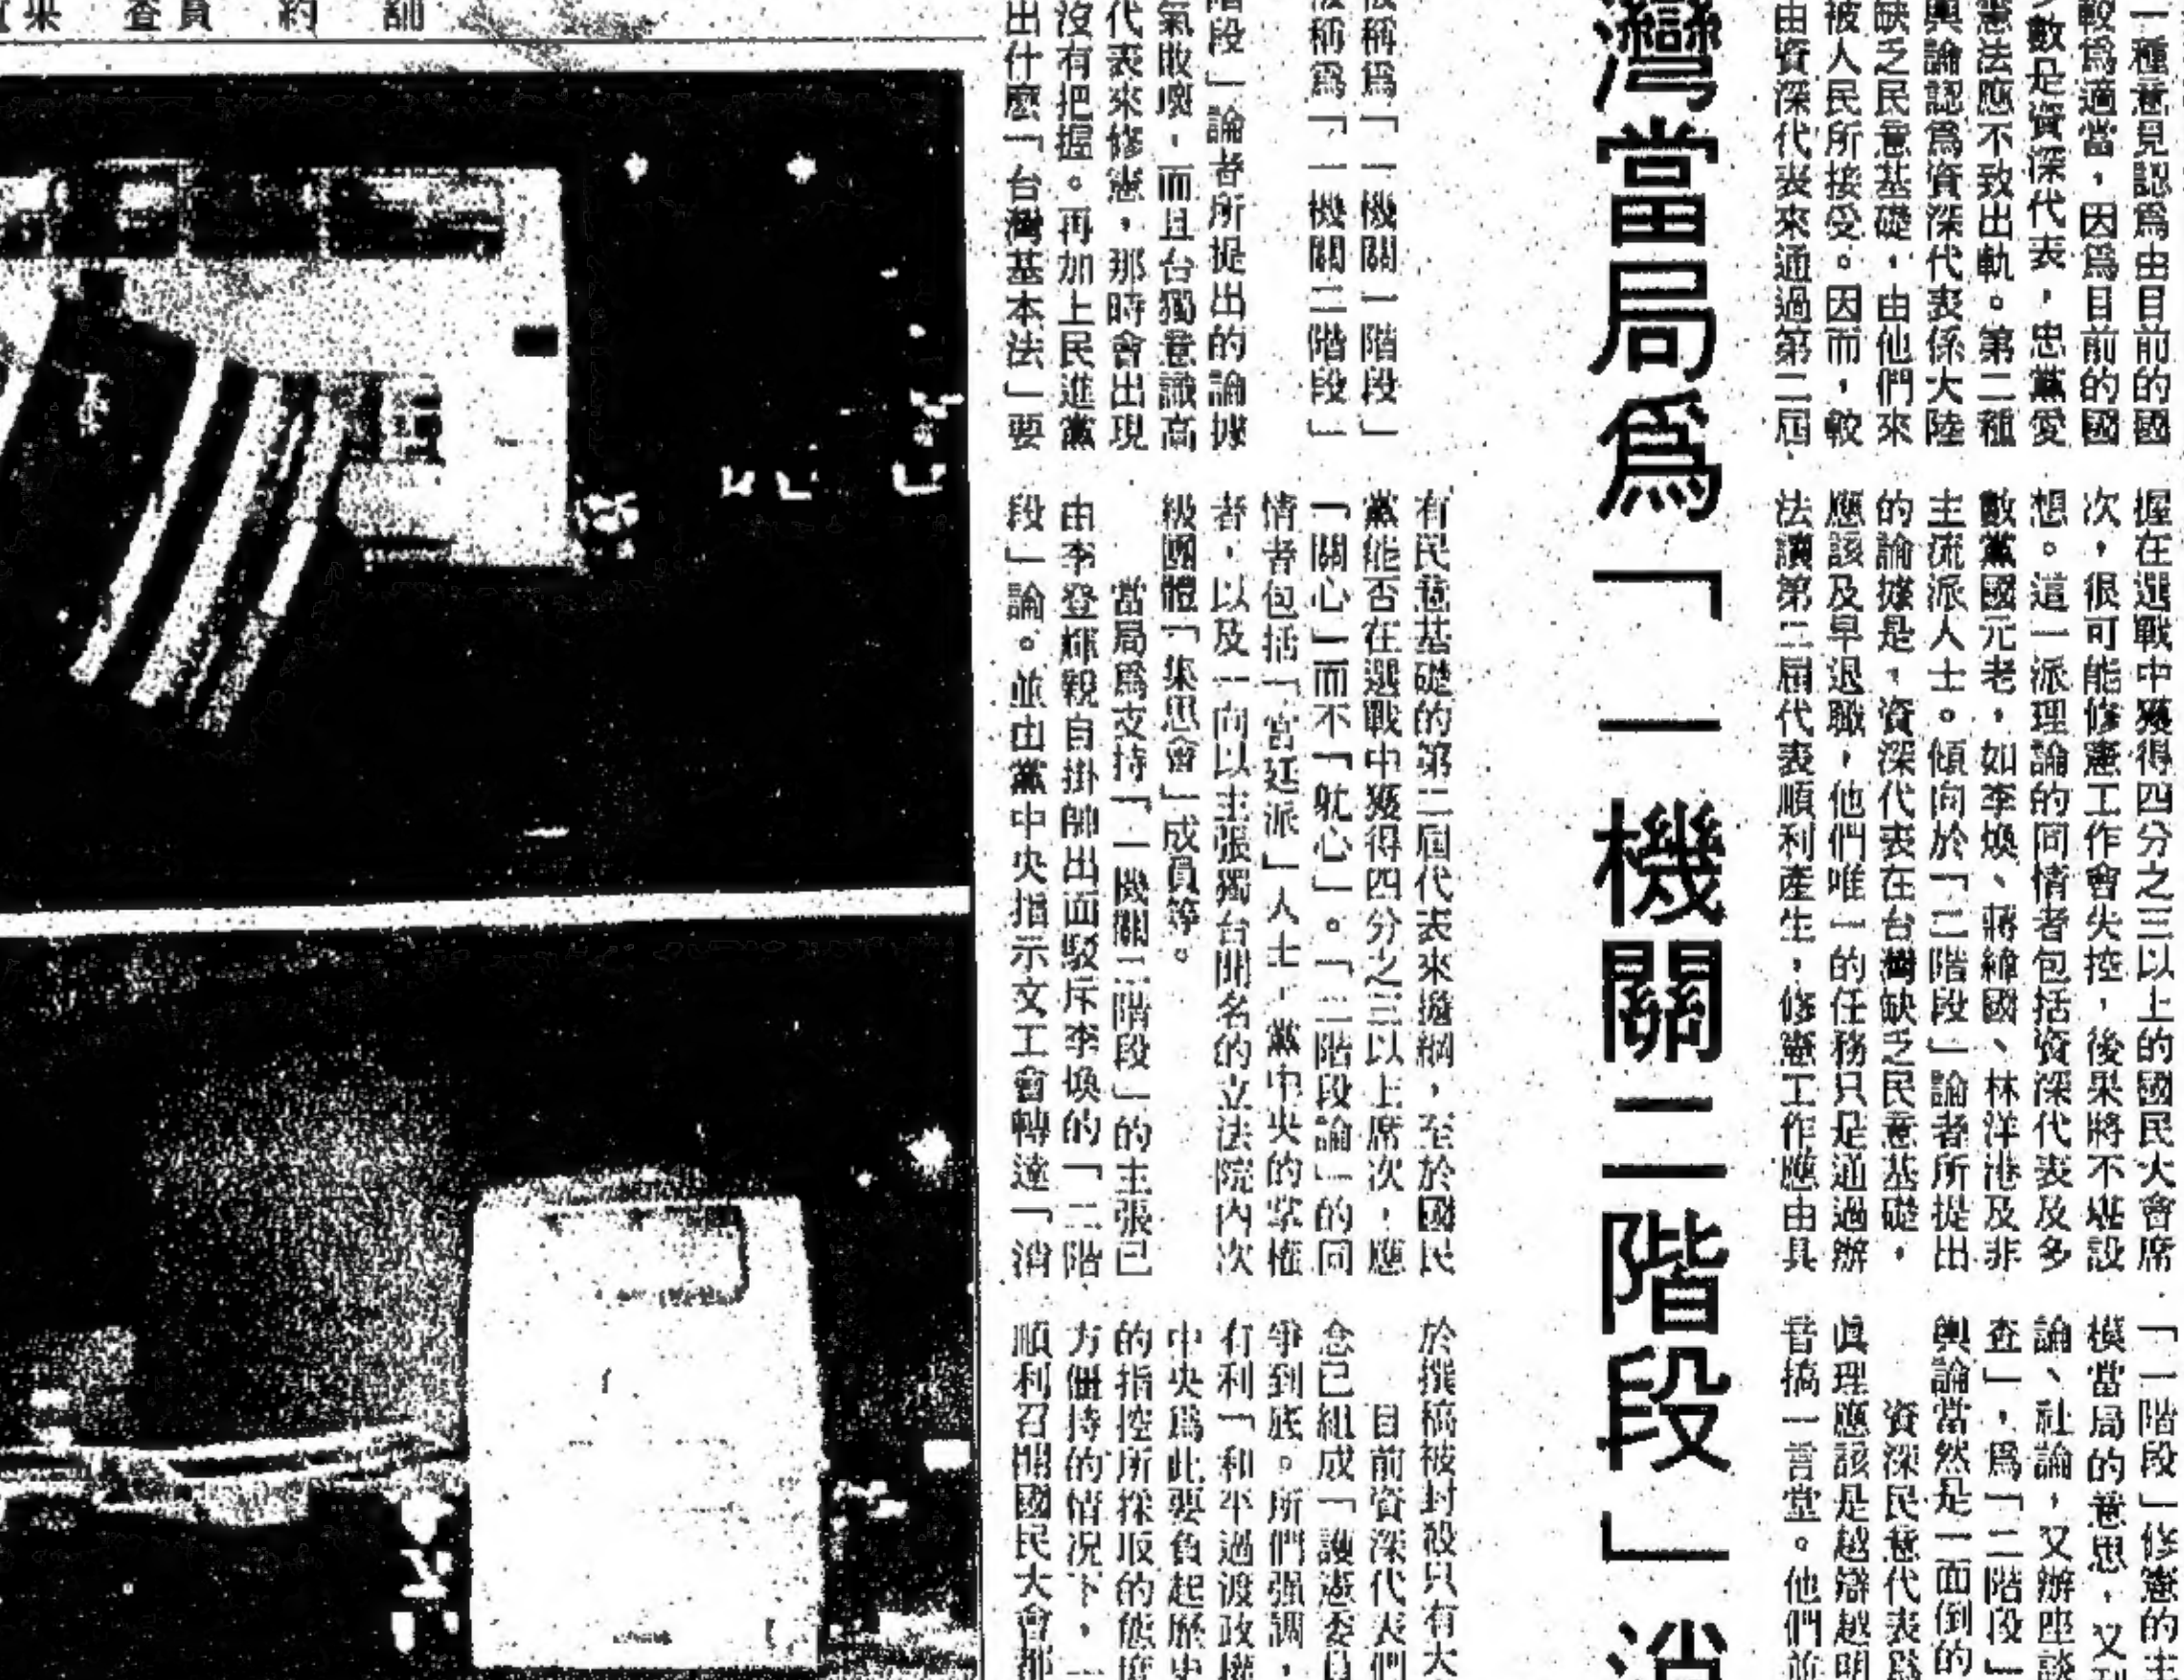 一種意見認爲由目前的國
較爲適當，因爲目前的國
數是資深代表，忠黨愛
憲法應不致出軌。第二種
輿論認爲資深代表係大陸
缺乏民意基礎，由他們來
被人民所接受。因而，較
由資深代表來通過第二屆
握在選戰中獲得四分之三以上的國民大會席
次，很可能修憲工作會失控，後果將不堪設
想。這一派理論的同情者包括資深代表及多
數黨國元老，如李煥、蔣緯國、林洋港及非
主流派人士。傾向於「二階段」論者所提出
的論據是，資深代表在台灣缺乏民意基礎，
應該及早退職，他們唯一的任務只是通過辦
法讓第二屆代表順利產生，修憲工作應由具
「一階段」修憲的主
模當局的意思，又
論、社論，又辦座談
查」，爲「二階段」
輿論當然是一面倒的
資深民意代表爲
眞理應該是越辯越明
昔搞一言堂。他們並
灣當局爲「一機關二階段」消
被稱爲「一機關一階段」
被稱爲「一機關二階段」
階段」論者所提出的論據
氣敗壞，而且台獨意識高
代表來修憲，那時會出現
沒有把握。再加上民進黨
出什麼「台灣基本法」要
有民意基礎的第二屆代表來擔綱，至於國民
黨能否在選戰中獲得四分之三以上席次，應
「關心」而不「躭心」。「二階段論」的同
情者包括「宮廷派」人士，黨中央的掌權
者，以及一向以主張獨台聞名的立法院內次
級國體「集思會」成員等。
當局爲支持「一機關二階段」的主張已
由李登輝親自掛帥出面駁斥李煥的「二階
段」論。並由黨中央指示文工會轉達「消
於撰稿被封殺只有大
目前資深代表們
念已組成「護憲委員
爭到底。所們强調，
有利「和平過渡政權
中央爲此要負起歷史
的指控所採取的態度
方僵持的情況下，一
順利召開國民大會都
查員 約